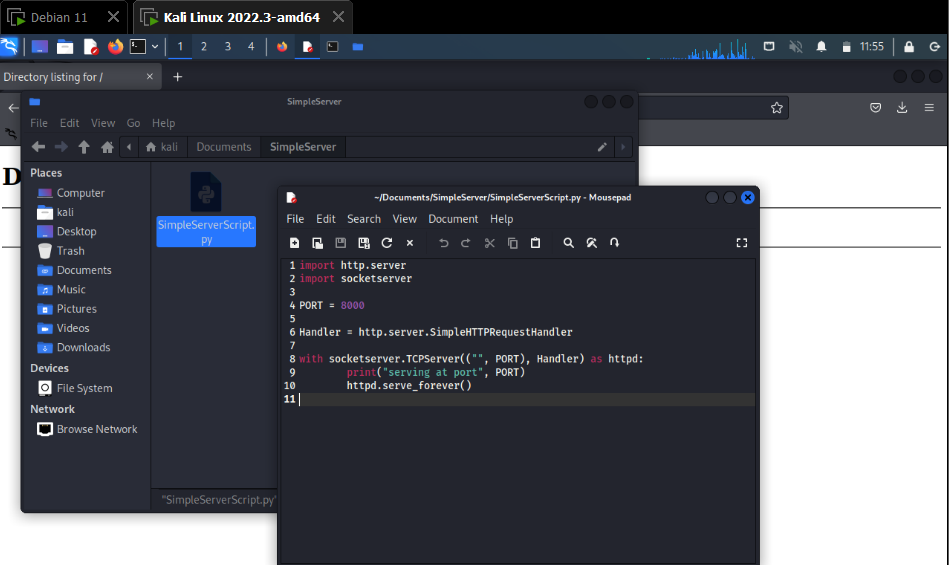 Debian 11
Kali Linux 2022.3-amd64
1 2 3 4
11:55
Directory listing for /
SimpleServer
File Edit View Go Help
kali Documents SimpleServer
D
Places
Computer
kali
Desktop
Trash
Documents
Music
Pictures
Videos
Downloads
Devices
File System
Network
Browse Network
SimpleServerScript.
py
"SimpleServerScript.py"
~/Documents/SimpleServer/SimpleServerScript.py - Mousepad
File Edit Search View Document Help
1 import http.server
2 import socketserver
3
4 PORT = 8000
5
6 Handler = http.server.SimpleHTTPRequestHandler
7
8 with socketserver.TCPServer(("", PORT), Handler) as httpd:
9 print("serving at port", PORT)
10 httpd.serve_forever()
11